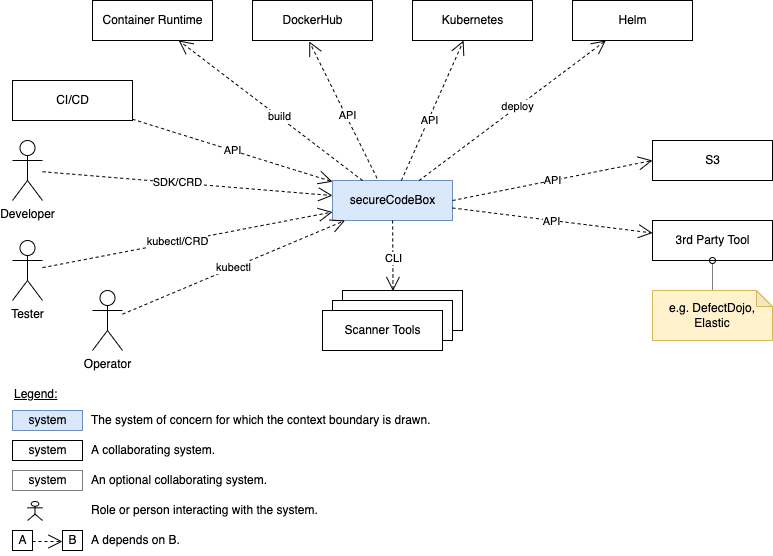 Container Runtime
DockerHub
Kubernetes
Helm
CI/CD
build
API
API
deploy
API
Developer
SDK/CRD
secureCodeBox
API
S3
API
3rd Party Tool
Tester
kubectl/CRD
kubectl
CLI
Operator
Scanner Tools
e.g. DefectDojo,
Elastic
Legend:
system
The system of concern for which the context boundary is drawn.
system
A collaborating system.
system
An optional collaborating system.
Role or person interacting with the system.
A
B
A depends on B.